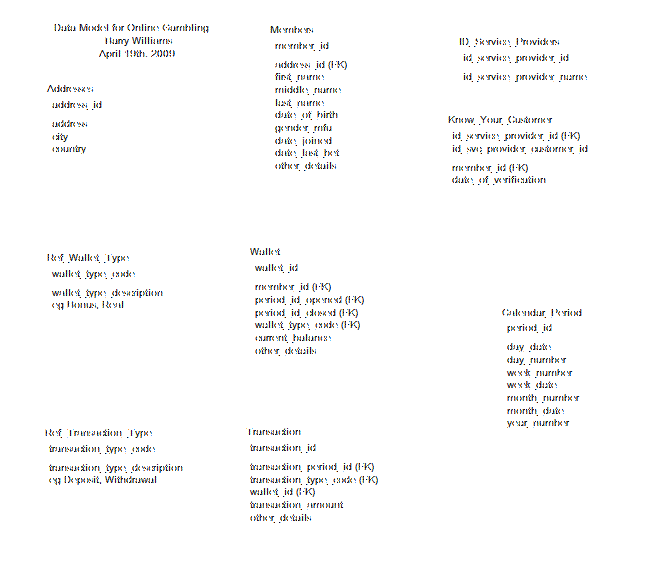 Data Model for Online Gambling
Barry Williams
April 19th. 2009
Addresses
address_id
address
city
country
Members
member_id
address_id (FK)
first_name
middle_name
last_name
date_of_birth
gender_mfu
date_joined
date_last_bet
other_details
ID_Service_Providers
id_service_provider_id
id_service_provider_name
Know_Your_Customer
id_service_provider_id (FK)
id_svc_provider_customer_id
member_id (FK)
date_of_verification
Ref_Wallet_Type
wallet_type_code
wallet_type_description
eg Bonus, Real
Wallet
wallet_id
member_id (FK)
period_id_opened (FK)
period_id_closed (FK)
wallet_type_code (FK)
current_balance
other_details
Calendar_Period
period_id
day_date
day_number
week_number
week_date
month_number
month_date
year_number
Ref_Transaction_Type
transaction_type_code
transaction_type_description
eg Deposit, Withdrawal
Transaction
transaction_id
transaction_period_id (FK)
transaction_type_code (FK)
wallet_id (FK)
transaction_amount
other_details